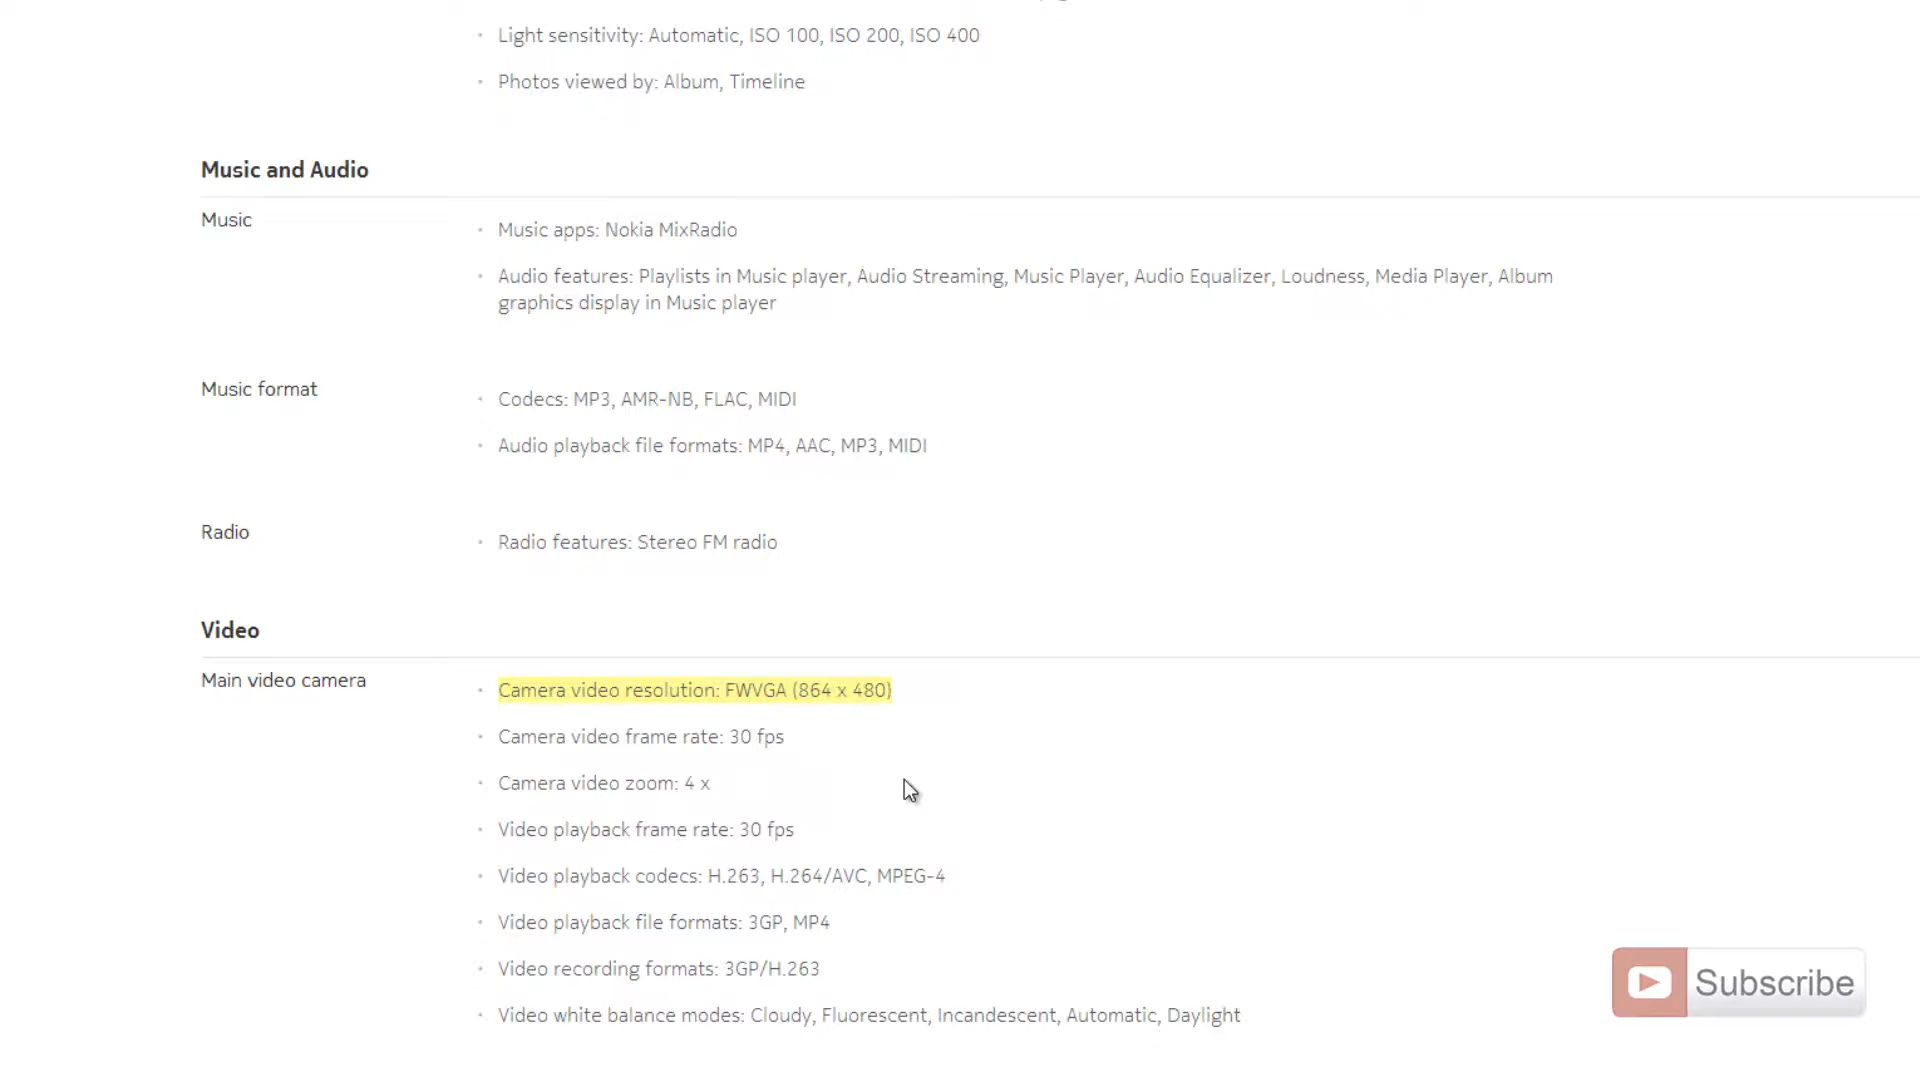 Light sensitivity: Automatic, ISO 100, ISO 200, ISO 400
Photos viewed by: Album, Timeline
Music and Audio
Music
Music apps: Nokia MixRadio
Audio features: Playlists in Music player, Audio Streaming, Music Player, Audio Equalizer, Loudness, Media Player, Album
graphics display in Music player
Music format
Codecs: MP3, AMR-NB, FLAC, MIDI
Audio playback file formats: MP4, AAC, MP3, MIDI
Radio
Radio features: Stereo FM radio
Video
Main video camera
Camera video resolution: FWVGA (864 x 480)
Camera video frame rate: 30 fps
Camera video zoom: 4 x
Video playback frame rate: 30 fps
Video playback codecs: H.263, H.264/AVC, MPEG-4
Video playback file formats: 3GP, MP4
Video recording formats: 3GP/H.263
Video white balance modes: Cloudy, Fluorescent, Incandescent, Automatic, Daylight
Subscribe